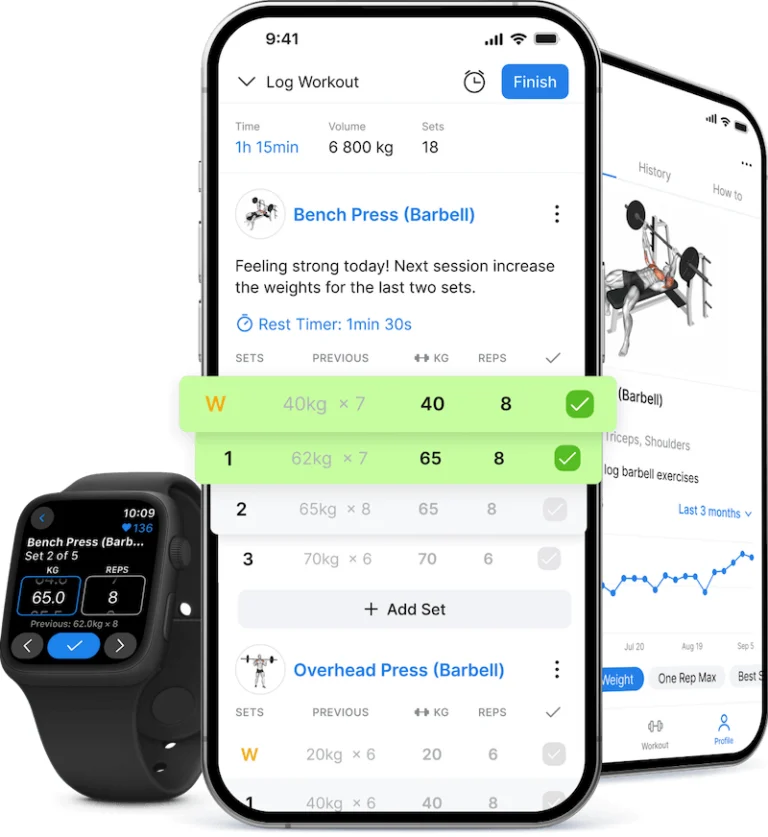 9:41
Log Workout
Finish
Time Volume Sets
1h 15min 6 800 kg 18
Bench Press (Barbell)
Feeling strong today! Next session increase
the weights for the last two sets.
Rest Timer: 1min 30s
SETS PREVIOUS KG REPS
W 40kg × 7 40 8
1 62kg × 7 65 8
2 65kg × 8 65 8
3 70kg × 6 70 6
+ Add Set
Overhead Press (Barbell)
SETS PREVIOUS KG REPS
W 20kg × 6 20 6
1 40kg × 6 40 8
10:09
136
Bench Press (Barb...
Set 2 of 5
KG REPS
65.0 8
Previous: 62.0kg x 8
History
How to
(Barbell)
Triceps, Shoulders
log barbell exercises
Last 3 months
Jul 20 Aug 19 Sep 5
Weight One Rep Max Best S
Workout Profile